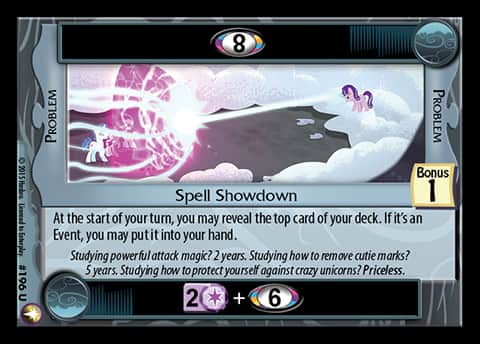 8
PROBLEM
PROBLEM
Spell Showdown
Bonus
1
At the start of your turn, you may reveal the top card of your deck. If it's an
Event, you may put it into your hand.
Studying powerful attack magic? 2 years. Studying how to remove cutie marks?
5 years. Studying how to protect yourself against crazy unicorns? Priceless.
© 2015 Hasbro. Licensed to Enterplay.
#196 U
2 + 6